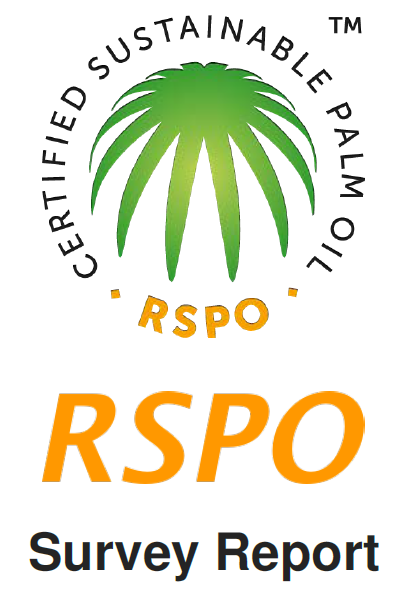 CERTIFIED SUSTAINABLE PALM OIL
TM
· RSPO ·
RSPO
Survey Report